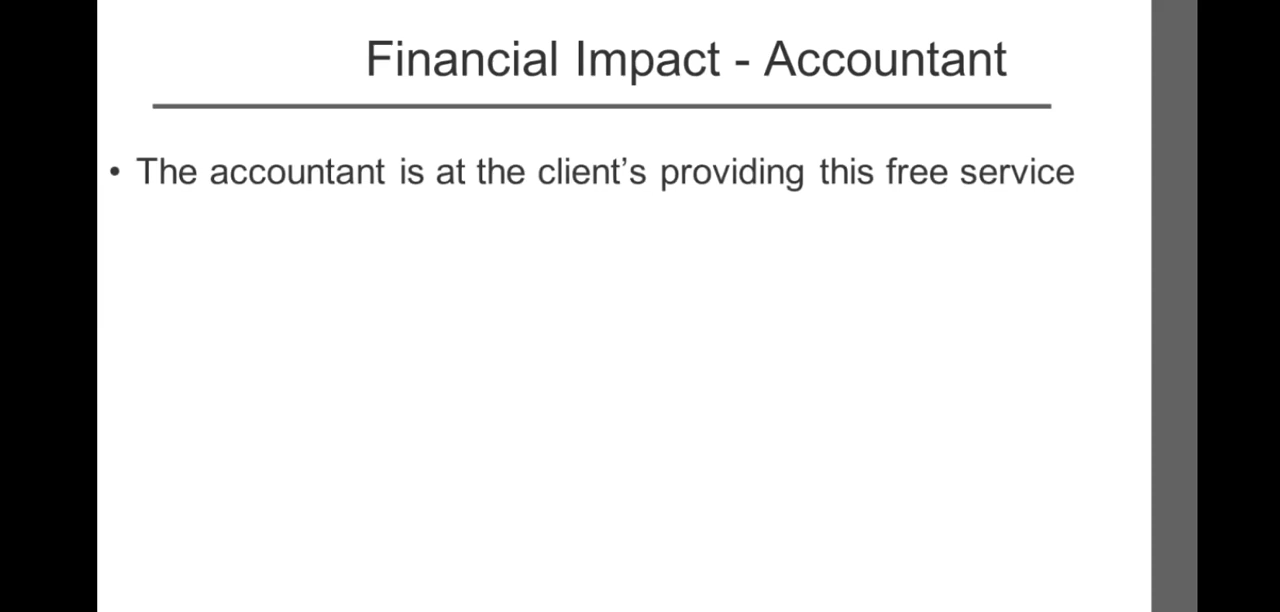 Financial Impact - Accountant
• The accountant is at the client’s providing this free service